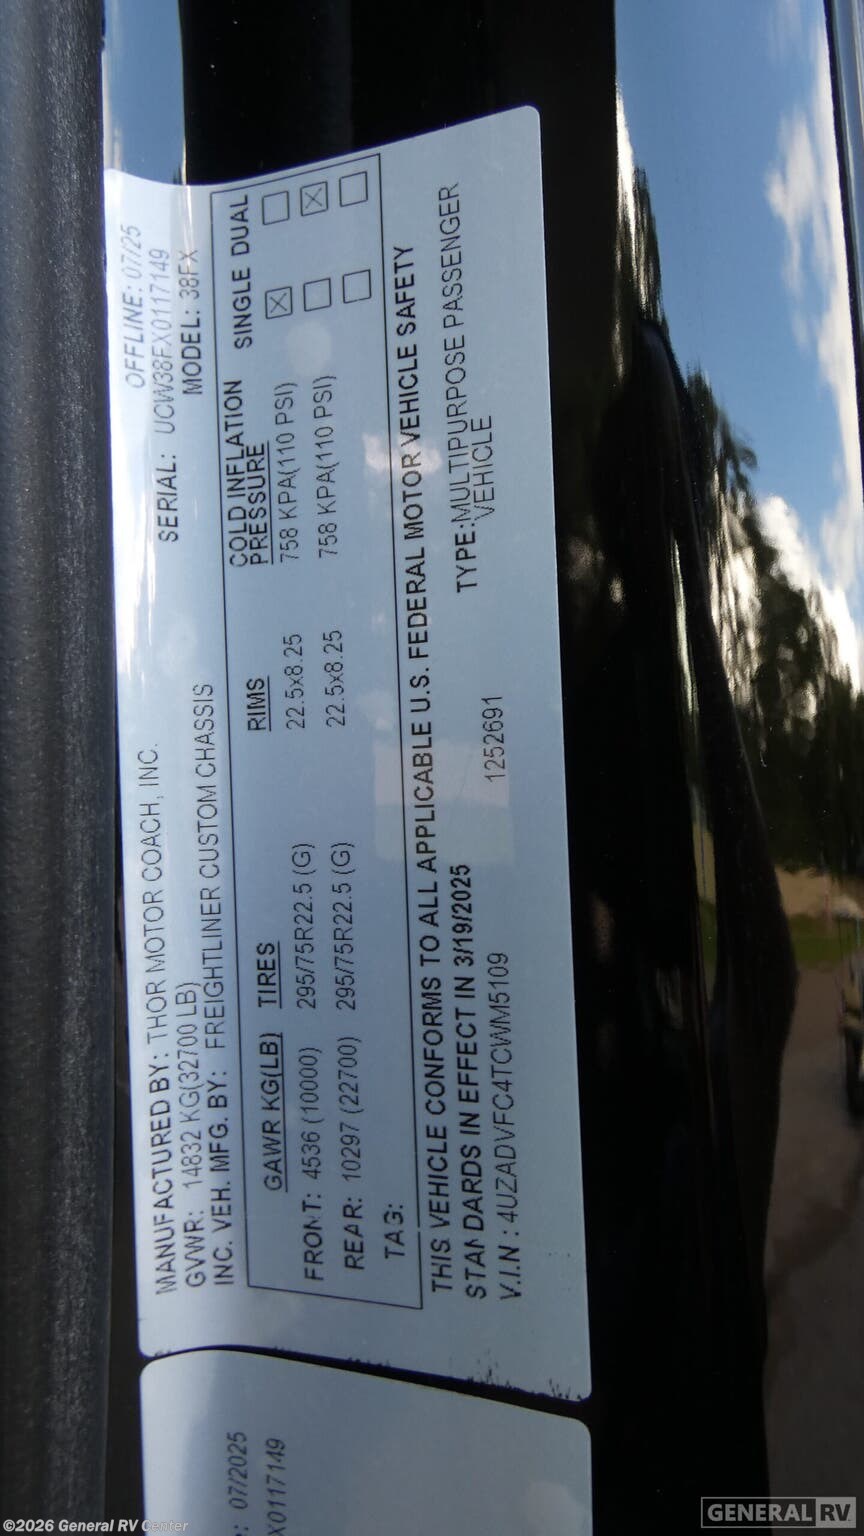 OFFLINE: 07/25
MANUFACTURED BY: THOR MOTOR COACH, INC. SERIAL: UCW38FX0117149
GVWR: 14832 KG(32700 LB) MODEL: 38FX
INC. VEH. MFG. BY: FREIGHTLINER CUSTOM CHASSIS
GAWR KG(LB) TIRES RIMS COLD INFLATION PRESSURE SINGLE DUAL
FRONT: 4536 (10000) 295/75R22.5 (G) 22.5x8.25 758 KPA(110 PSI) ☒ ☐
REAR: 10297 (22700) 295/75R22.5 (G) 22.5x8.25 758 KPA(110 PSI) ☐ ☒
TAG: ☐ ☐
THIS VEHICLE CONFORMS TO ALL APPLICABLE U.S. FEDERAL MOTOR VEHICLE SAFETY
STANDARDS IN EFFECT IN 3/19/2025
V.I.N : 4UZADVFC4TCWM5109 1252691 TYPE:MULTIPURPOSE PASSENGER
VEHICLE
07/2025
X0117149
©2026 General RV Center
GENERAL RV